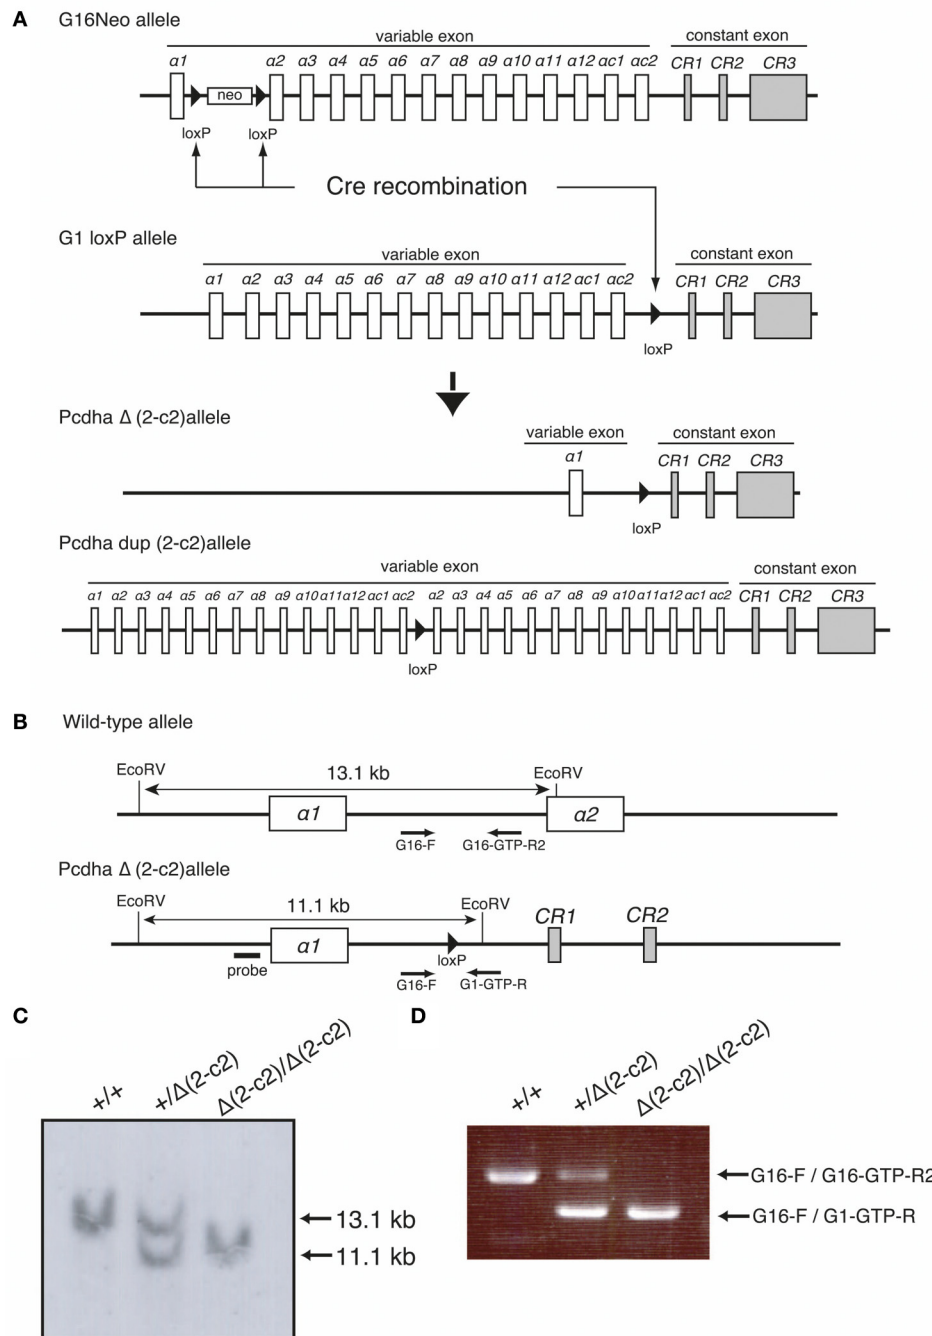 A
G16Neo allele
variable exon
constant exon
α1 α2 α3 α4 α5 α6 α7 α8 α9 α10 α11 α12 αc1 αc2 CR1 CR2 CR3
neo
loxP loxP
Cre recombination
G1 loxP allele
variable exon
constant exon
α1 α2 α3 α4 α5 α6 α7 α8 α9 α10 α11 α12 αc1 αc2 CR1 CR2 CR3
loxP
Pcdha Δ (2-c2)allele
variable exon constant exon
α1 CR1 CR2 CR3
loxP
Pcdha dup (2-c2)allele
variable exon constant exon
α1 α2 α3 α4 α5 α6 α7 α8 α9 α10 α11 α12 αc1 αc2 α2 α3 α4 α5 α6 α7 α8 α9 α10 α11 α12 αc1 αc2 CR1 CR2 CR3
loxP
B
Wild-type allele
EcoRV 13.1 kb EcoRV
α1 α2
G16-F G16-GTP-R2
Pcdha Δ (2-c2)allele
EcoRV 11.1 kb EcoRV
α1 CR1 CR2
probe loxP
G16-F G1-GTP-R
C
+/+ +/Δ(2-c2) Δ(2-c2)/Δ(2-c2)
13.1 kb
11.1 kb
D
+/+ +/Δ(2-c2) Δ(2-c2)/Δ(2-c2)
G16-F / G16-GTP-R2
G16-F / G1-GTP-R